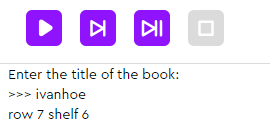 Enter the title of the book:
>>> ivanhoe
row 7 shelf 6